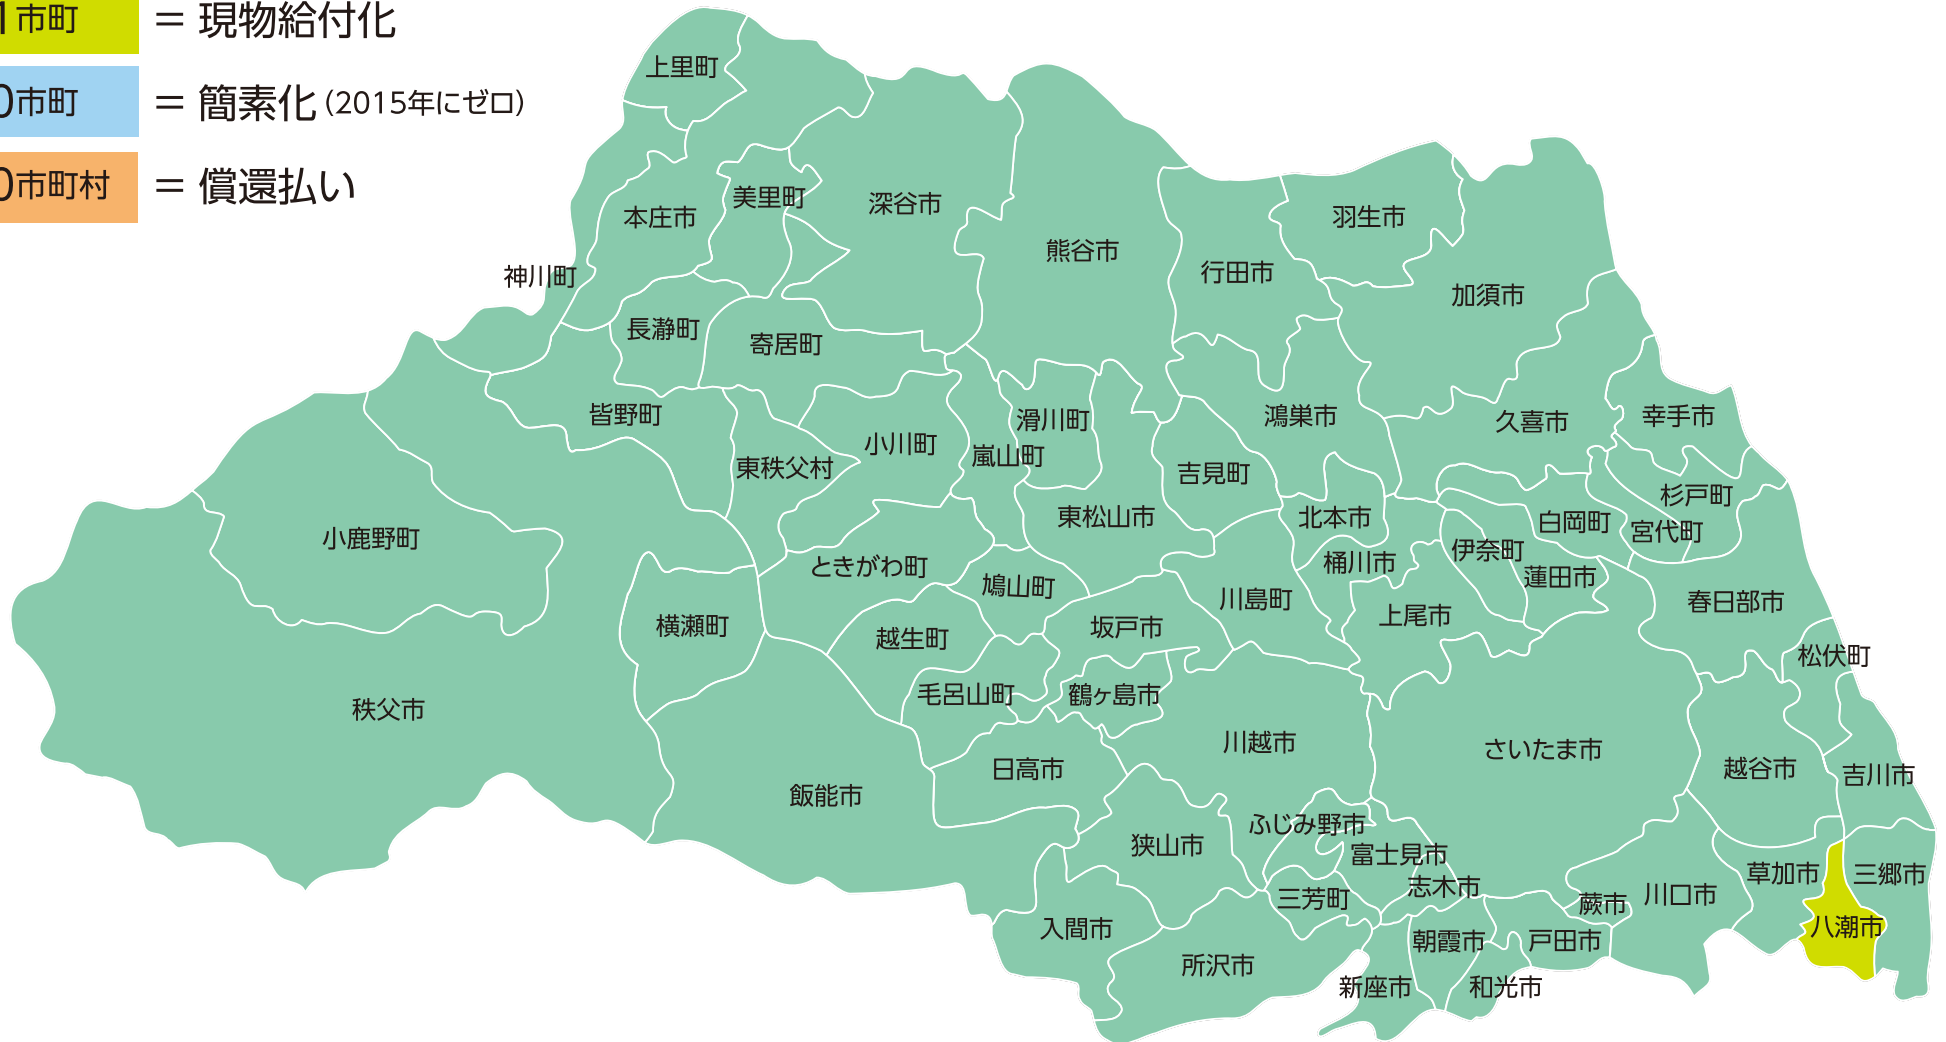 1市町 ＝ 現物給付化
0市町 ＝ 簡素化（2015年にゼロ）
0市町村 ＝ 償還払い
上里町
美里町
深谷市
本庄市
熊谷市
羽生市
行田市
神川町
加須市
長瀞町
寄居町
皆野町
滑川町
鴻巣市
久喜市
幸手市
小川町
嵐山町
東秩父村
吉見町
杉戸町
東松山市
北本市
白岡町
宮代町
小鹿野町
ときがわ町
桶川市
伊奈町
蓮田市
鳩山町
川島町
春日部市
上尾市
横瀬町
越生町
坂戸市
松伏町
毛呂山町
鶴ヶ島市
秩父市
川越市
さいたま市
日高市
越谷市
吉川市
飯能市
ふじみ野市
狭山市
富士見市
草加市
三郷市
志木市
三芳町
蕨市
川口市
入間市
八潮市
朝霞市
戸田市
所沢市
新座市
和光市